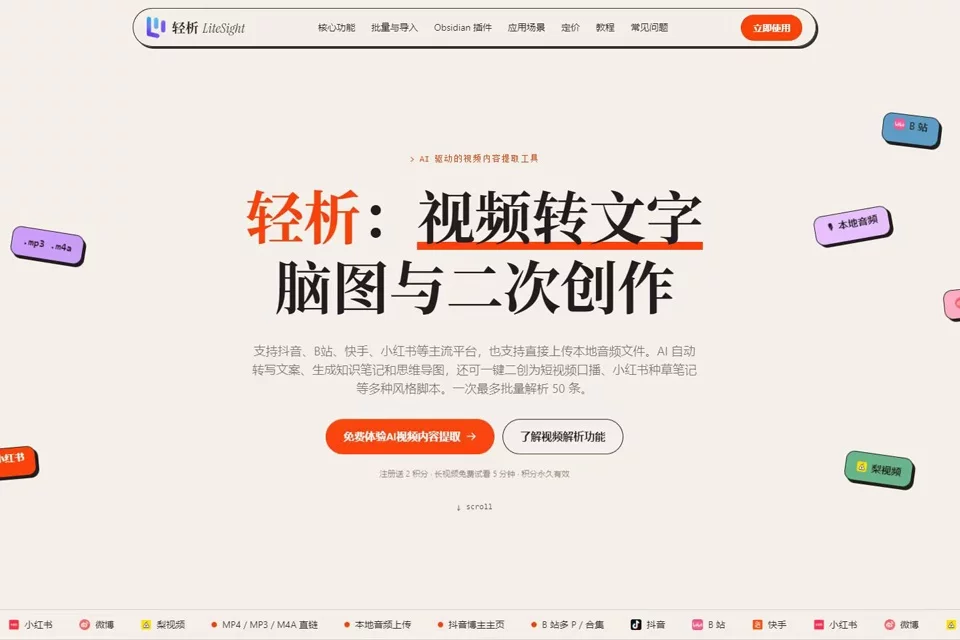 轻析 LiteSight
核心功能
批量与导入
Obsidian 插件
应用场景
定价
教程
常见问题
立即使用
B 站
> AI 驱动的视频内容提取工具
轻析：视频转文字
脑图与二次创作
.mp3 .m4a
本地音频
支持抖音、B站、快手、小红书等主流平台，也支持直接上传本地音频文件。AI 自动
转写文案、生成知识笔记和思维导图，还可一键二创为短视频口播、小红书种草笔记
等多种风格脚本。一次最多批量解析 50 条。
免费体验AI视频内容提取 →
了解视频解析功能
小红书
梨视频
注册送 2 积分 · 长视频免费试看 5 分钟 · 积分永久有效
↓ scroll
小红书
微博
梨视频
MP4 / MP3 / M4A 直链
本地音频上传
抖音博主主页
B 站多 P / 合集
抖音
B 站
快手
小红书
微博